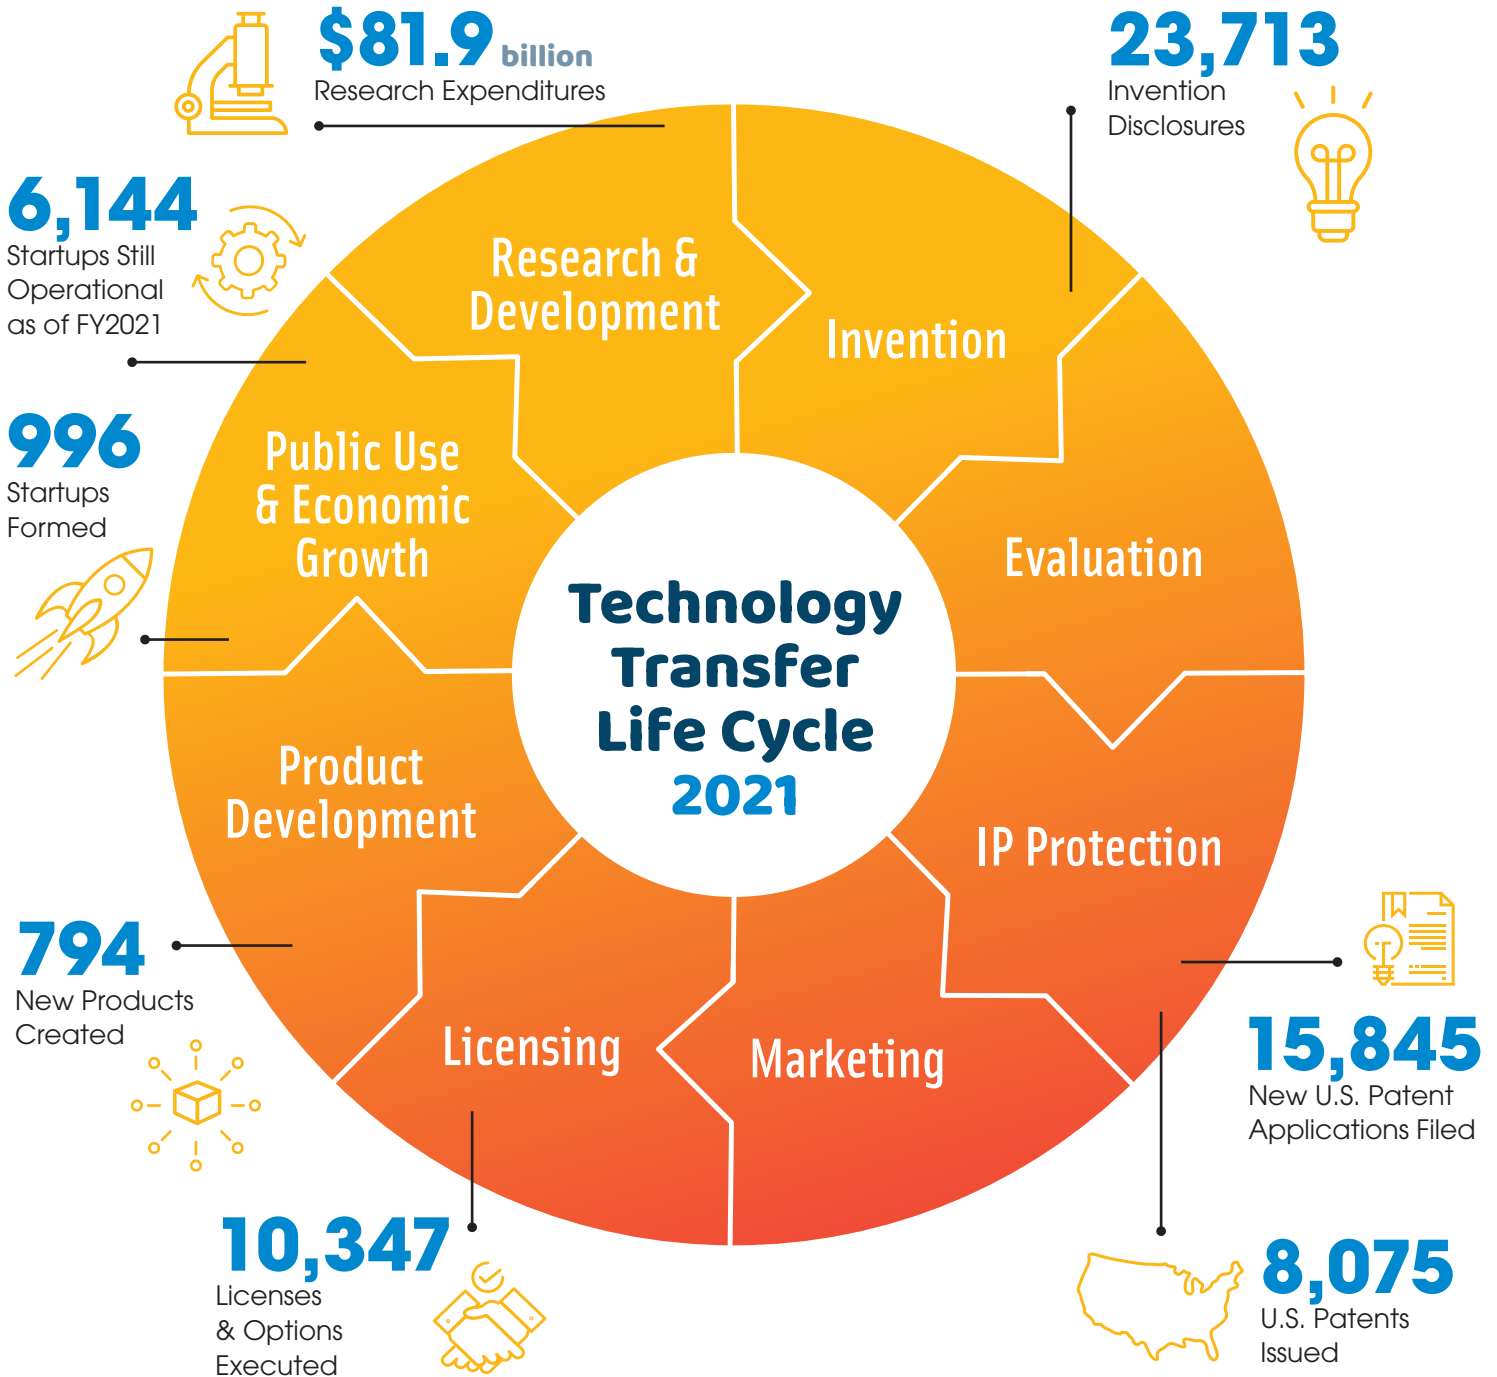 $81.9 billion
Research Expenditures
23,713
Invention
Disclosures
6,144
Startups Still
Operational
as of FY2021
996
Startups
Formed
Research &
Development
Invention
Evaluation
IP Protection
Marketing
Licensing
Product
Development
Public Use
& Economic
Growth
Technology
Transfer
Life Cycle
2021
794
New Products
Created
15,845
New U.S. Patent
Applications Filed
10,347
Licenses
& Options
Executed
8,075
U.S. Patents
Issued